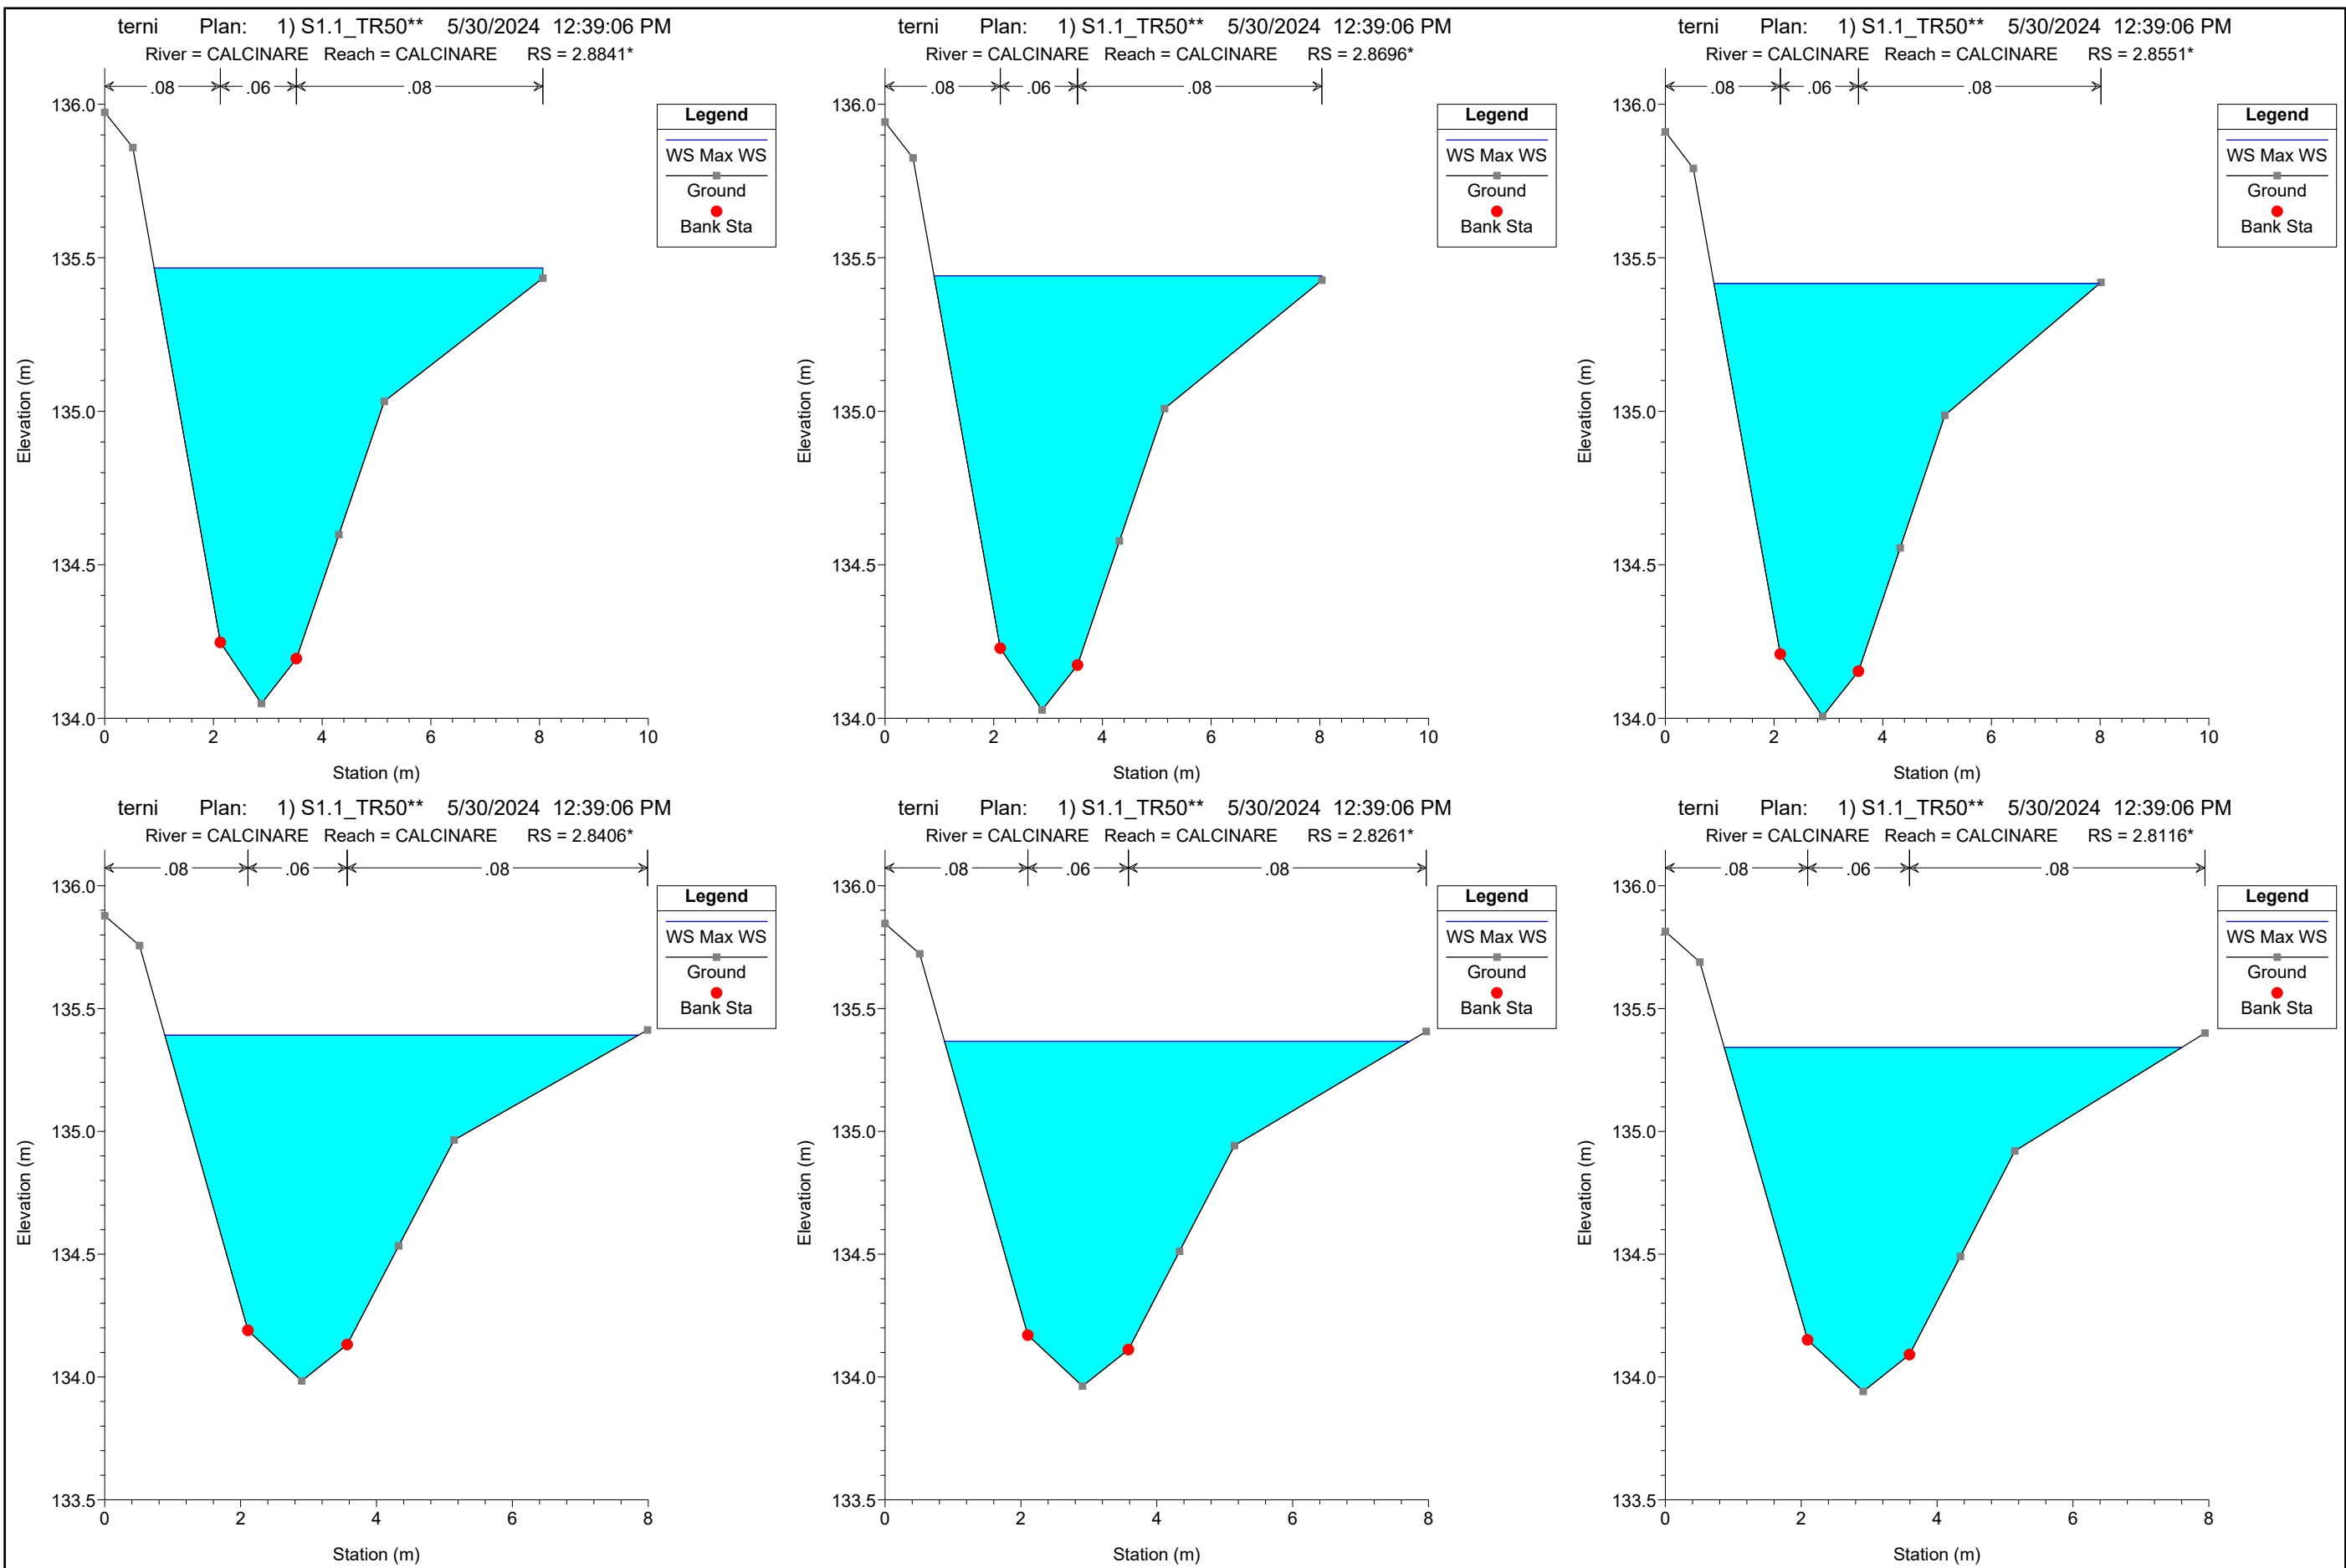 terni Plan: 1) S1.1_TR50** 5/30/2024 12:39:06 PM
River = CALCINARE Reach = CALCINARE RS = 2.8841*
.08 .06 .08
Legend
WS Max WS
Ground
Bank Sta
136.0
135.5
135.0
134.5
134.0
0 2 4 6 8 10
Elevation (m)
Station (m)
terni Plan: 1) S1.1_TR50** 5/30/2024 12:39:06 PM
River = CALCINARE Reach = CALCINARE RS = 2.8696*
.08 .06 .08
Legend
WS Max WS
Ground
Bank Sta
136.0
135.5
135.0
134.5
134.0
0 2 4 6 8 10
Elevation (m)
Station (m)
terni Plan: 1) S1.1_TR50** 5/30/2024 12:39:06 PM
River = CALCINARE Reach = CALCINARE RS = 2.8551*
.08 .06 .08
Legend
WS Max WS
Ground
Bank Sta
136.0
135.5
135.0
134.5
134.0
0 2 4 6 8 10
Elevation (m)
Station (m)
terni Plan: 1) S1.1_TR50** 5/30/2024 12:39:06 PM
River = CALCINARE Reach = CALCINARE RS = 2.8406*
.08 .06 .08
Legend
WS Max WS
Ground
Bank Sta
136.0
135.5
135.0
134.5
134.0
133.5
0 2 4 6 8
Elevation (m)
Station (m)
terni Plan: 1) S1.1_TR50** 5/30/2024 12:39:06 PM
River = CALCINARE Reach = CALCINARE RS = 2.8261*
.08 .06 .08
Legend
WS Max WS
Ground
Bank Sta
136.0
135.5
135.0
134.5
134.0
133.5
0 2 4 6 8
Elevation (m)
Station (m)
terni Plan: 1) S1.1_TR50** 5/30/2024 12:39:06 PM
River = CALCINARE Reach = CALCINARE RS = 2.8116*
.08 .06 .08
Legend
WS Max WS
Ground
Bank Sta
136.0
135.5
135.0
134.5
134.0
133.5
0 2 4 6 8
Elevation (m)
Station (m)